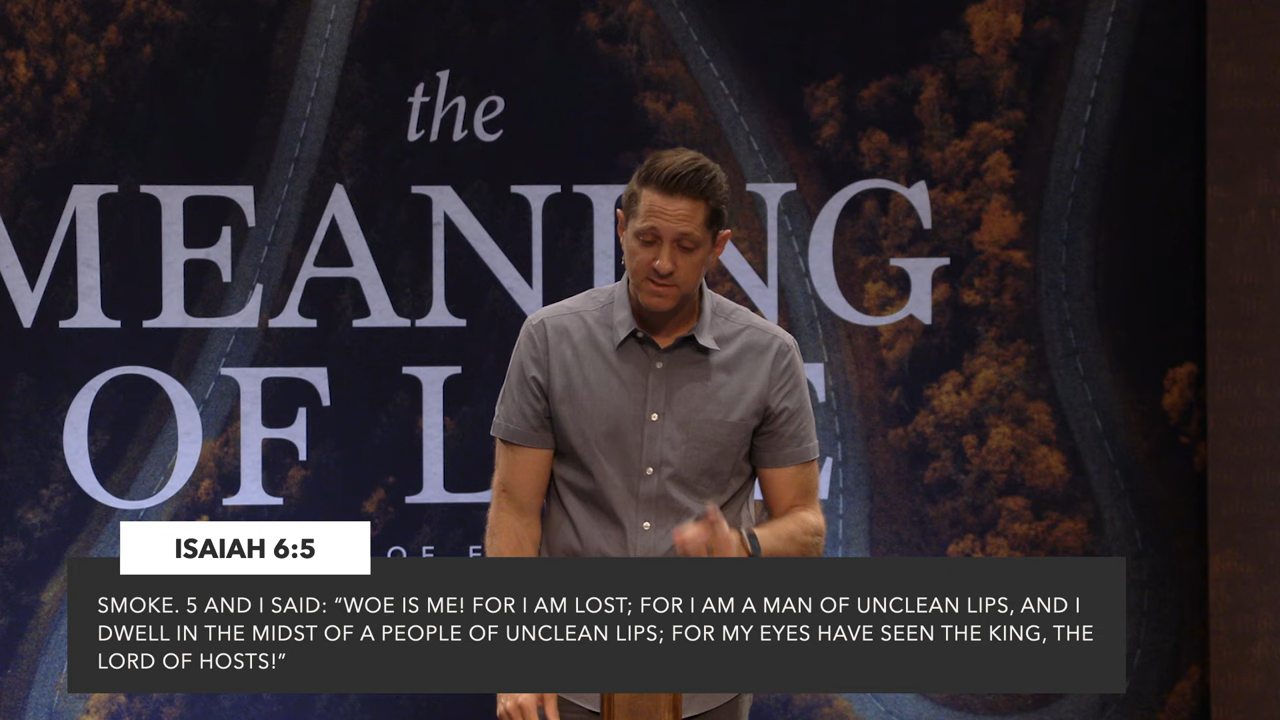 the
MEANING
OF L E
OF E
ISAIAH 6:5
SMOKE. 5 AND I SAID: “WOE IS ME! FOR I AM LOST; FOR I AM A MAN OF UNCLEAN LIPS, AND I
DWELL IN THE MIDST OF A PEOPLE OF UNCLEAN LIPS; FOR MY EYES HAVE SEEN THE KING, THE
LORD OF HOSTS!”